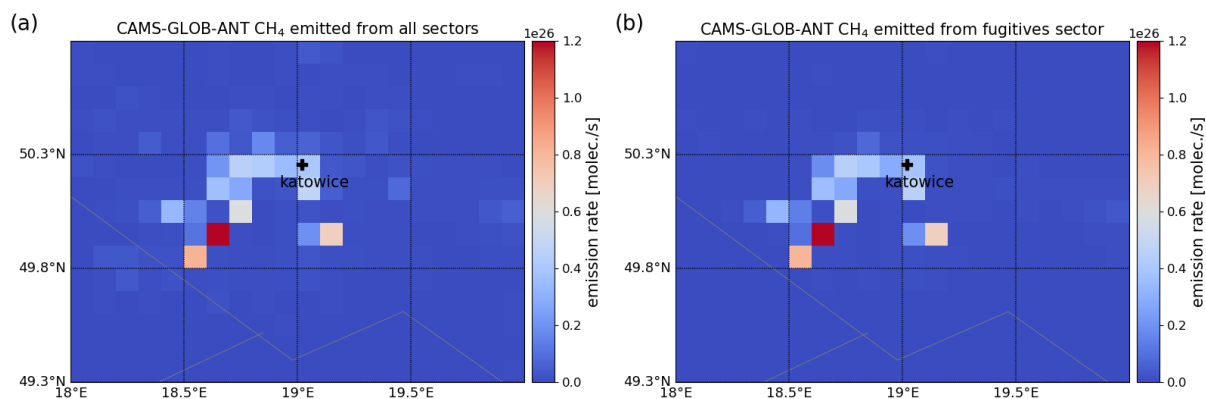 (a)
CAMS-GLOB-ANT CH₄ emitted from all sectors
1e26
1.2
1.0
0.8
0.6
0.4
0.2
0.0
emission rate [molec./s]
50.3°N
49.8°N
49.3°N
18°E
18.5°E
19°E
19.5°E
katowice
(b)
CAMS-GLOB-ANT CH₄ emitted from fugitives sector
1e26
1.2
1.0
0.8
0.6
0.4
0.2
0.0
emission rate [molec./s]
50.3°N
49.8°N
49.3°N
18°E
18.5°E
19°E
19.5°E
katowice